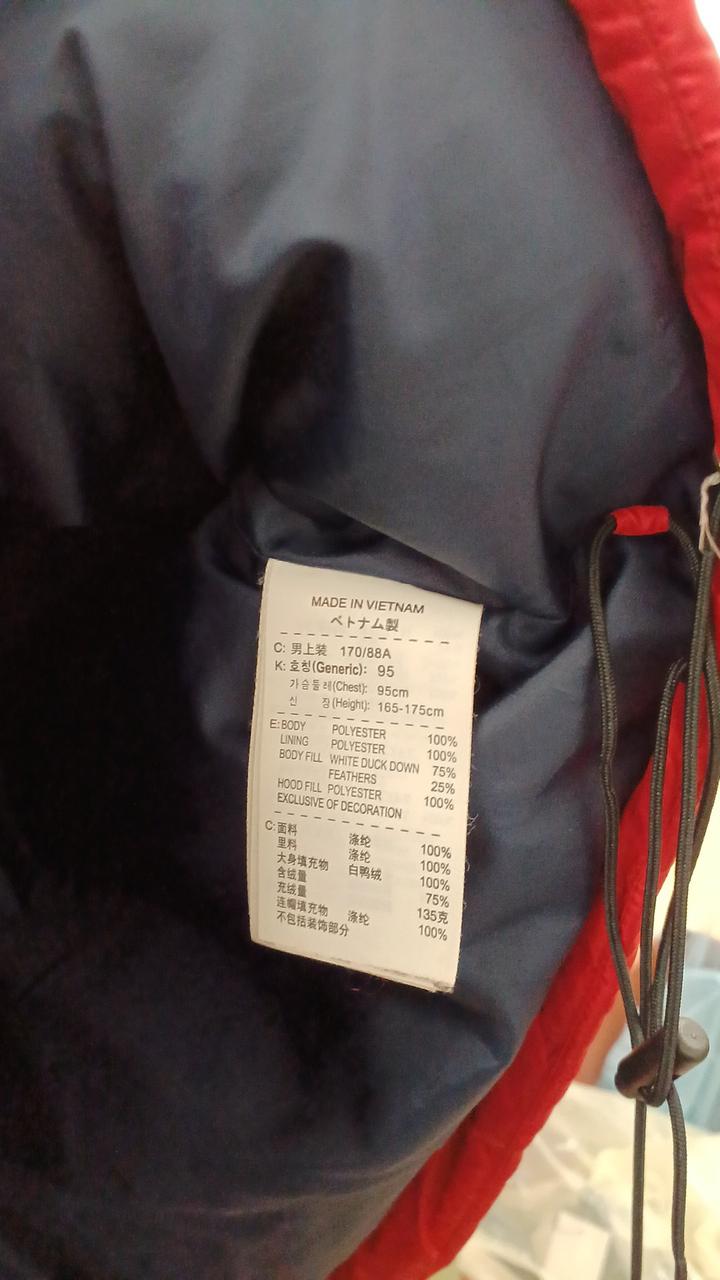 MADE IN VIETNAM
ベトナム製
C: 男上装 170/88A
K: 호칭(Generic): 95
가슴둘레(Chest): 95cm
신 장(Height): 165-175cm
E: BODY POLYESTER 100%
LINING POLYESTER 100%
BODY FILL WHITE DUCK DOWN 75%
FEATHERS 25%
HOOD FILL POLYESTER 100%
EXCLUSIVE OF DECORATION
C: 面料 涤纶 100%
里料 涤纶 100%
大身填充物 白鸭绒 100%
含绒量 75%
充绒量 135克
连帽填充物 涤纶 100%
不包括装饰部分